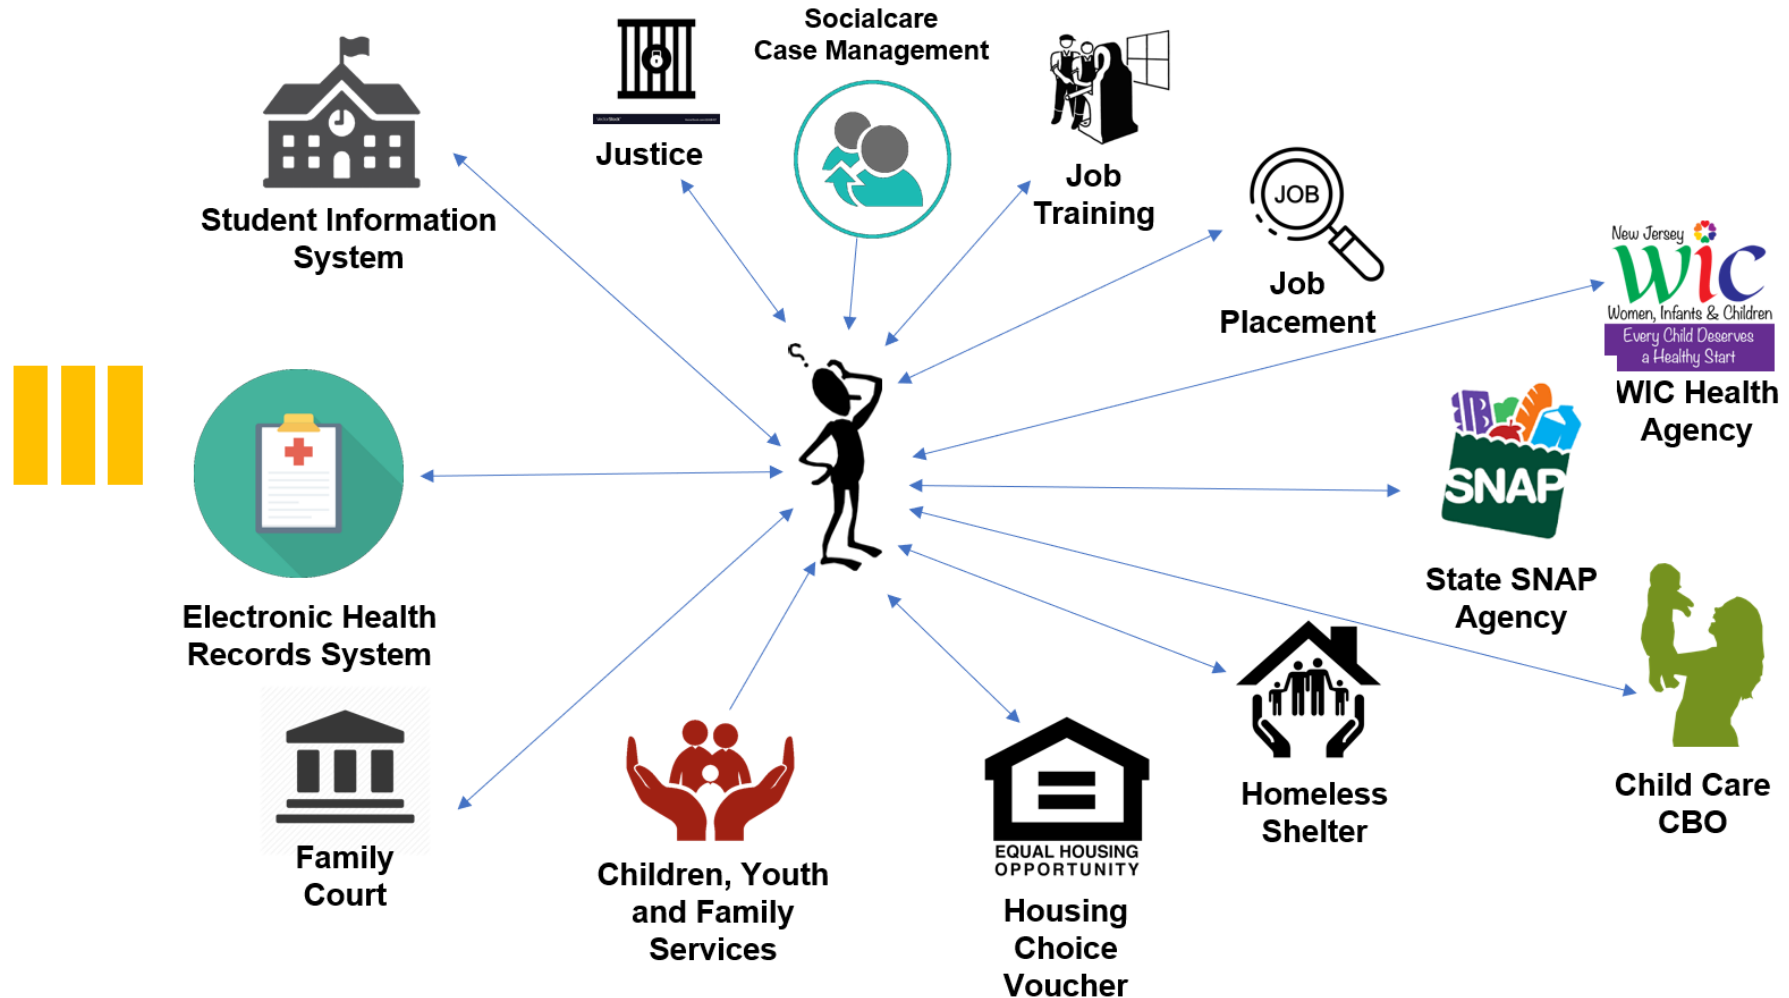 Socialcare
Case Management
Justice
Job
Training
Student Information
System
JOB
Job
Placement
New Jersey
WiC
Women, Infants & Children
Every Child Deserves
a Healthy Start
WIC Health
Agency
SNAP
State SNAP
Agency
Electronic Health
Records System
Family
Court
Children, Youth
and Family
Services
EQUAL HOUSING
OPPORTUNITY
Housing
Choice
Voucher
Homeless
Shelter
Child Care
CBO